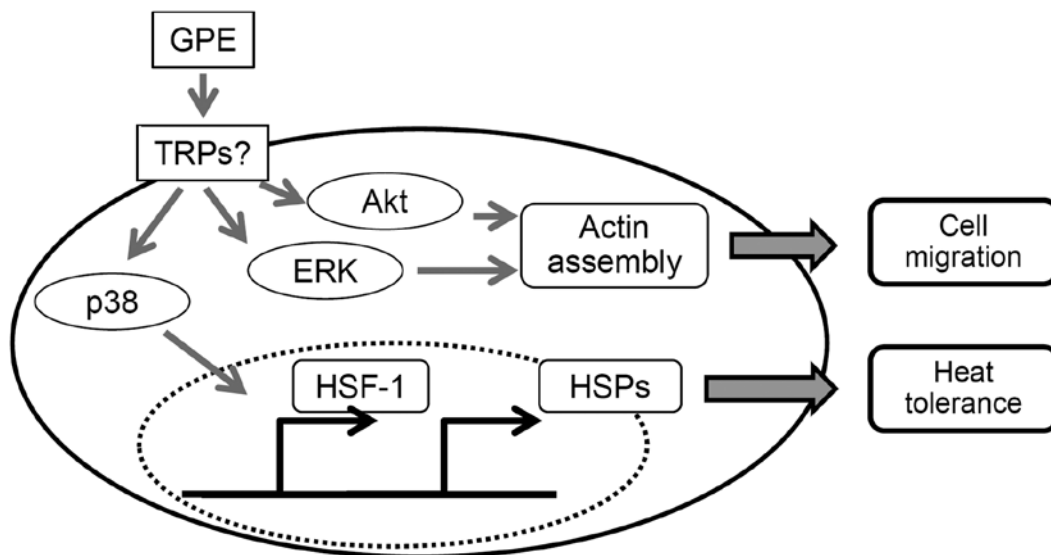 GPE
TRPs?
Akt
ERK
p38
Actin
assembly
Cell
migration
HSF-1
HSPs
Heat
tolerance